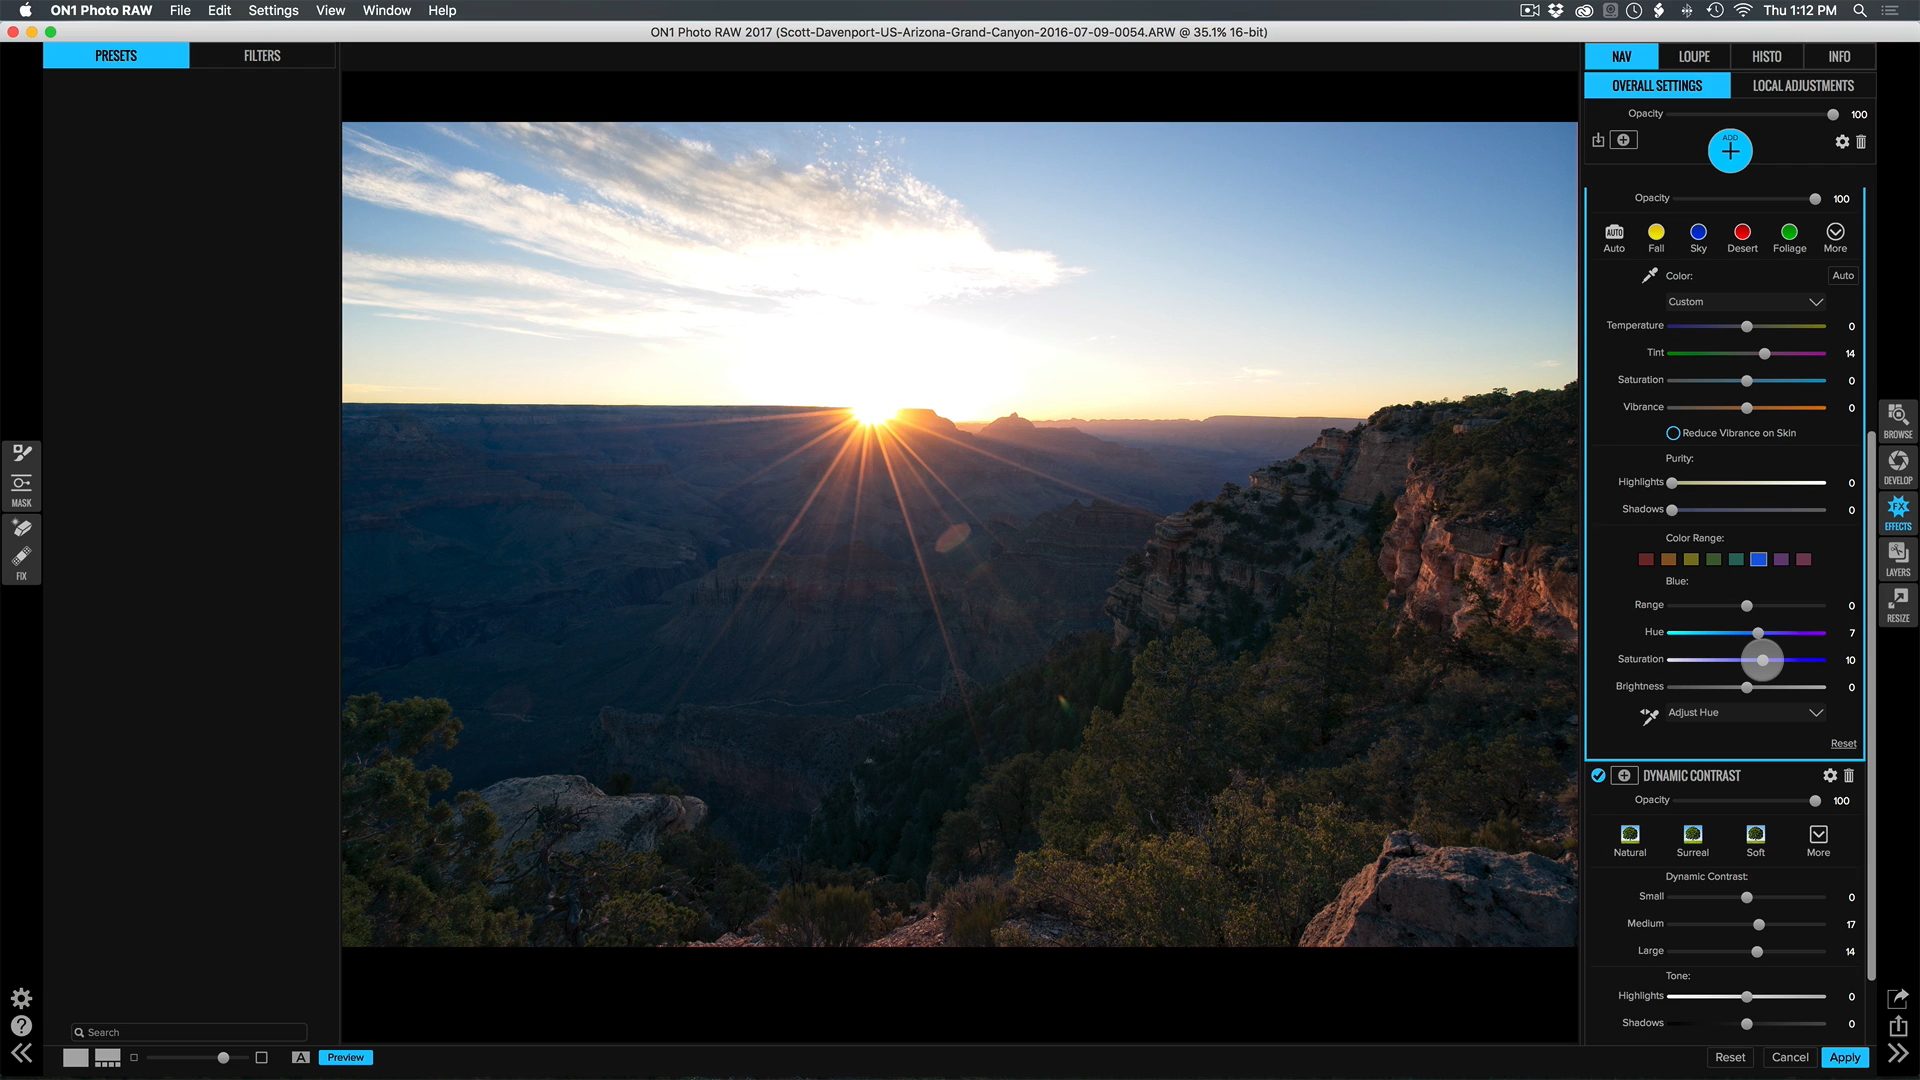 ON1 Photo RAW File Edit Settings View Window Help Thu 1:12 PM
ON1 Photo RAW 2017 (Scott-Davenport-US-Arizona-Grand-Canyon-2016-07-09-0054.ARW @ 35.1% 16-bit)
PRESETS FILTERS
NAV LOUPE HISTO INFO
OVERALL SETTINGS LOCAL ADJUSTMENTS
Opacity 100
ADD
Opacity 100
AUTO
Auto Fall Sky Desert Foliage More
Color: Auto
Custom
Temperature 0
Tint 14
Saturation 0
Vibrance 0
Reduce Vibrance on Skin
Purity:
Highlights 0
Shadows 0
Color Range:
Blue:
Range 0
Hue 7
Saturation 10
Brightness 0
Adjust Hue
Reset
DYNAMIC CONTRAST
Opacity 100
Natural Surreal Soft More
Dynamic Contrast:
Small 0
Medium 17
Large 14
Tone:
Highlights 0
Shadows 0
MASK
FIX
BROWSE
DEVELOP
FX
EFFECTS
LAYERS
RESIZE
Search
A Preview
Reset Cancel Apply